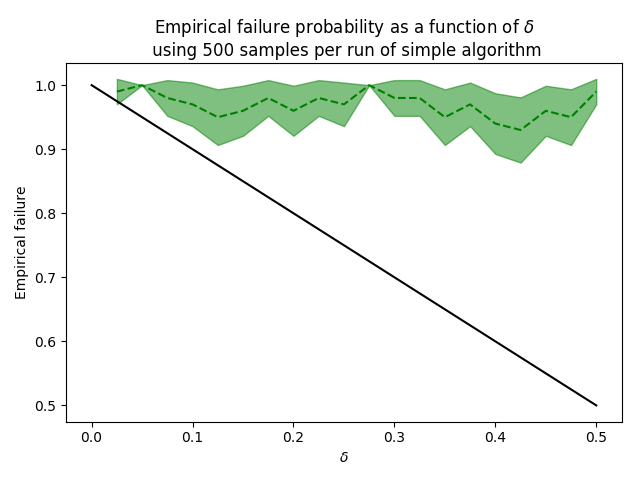 Empirical failure probability as a function of δ
using 500 samples per run of simple algorithm
Empirical failure
1.0
0.9
0.8
0.7
0.6
0.5
0.0 0.1 0.2 0.3 0.4 0.5
δ